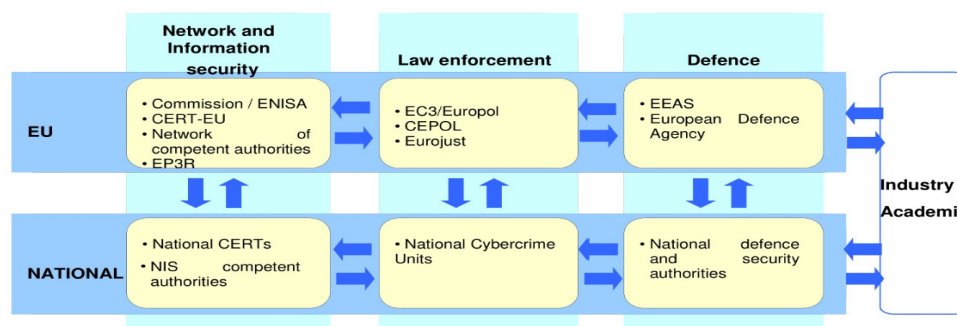 Network and
Information
security
Law enforcement
Defence
EU
• Commission / ENISA
• CERT-EU
• Network of
competent authorities
• EP3R
• EC3/Europol
• CEPOL
• Eurojust
• EEAS
• European Defence
Agency
Industry
Academi
NATIONAL
• National CERTs
• NIS competent
authorities
• National Cybercrime
Units
• National defence
and security
authorities